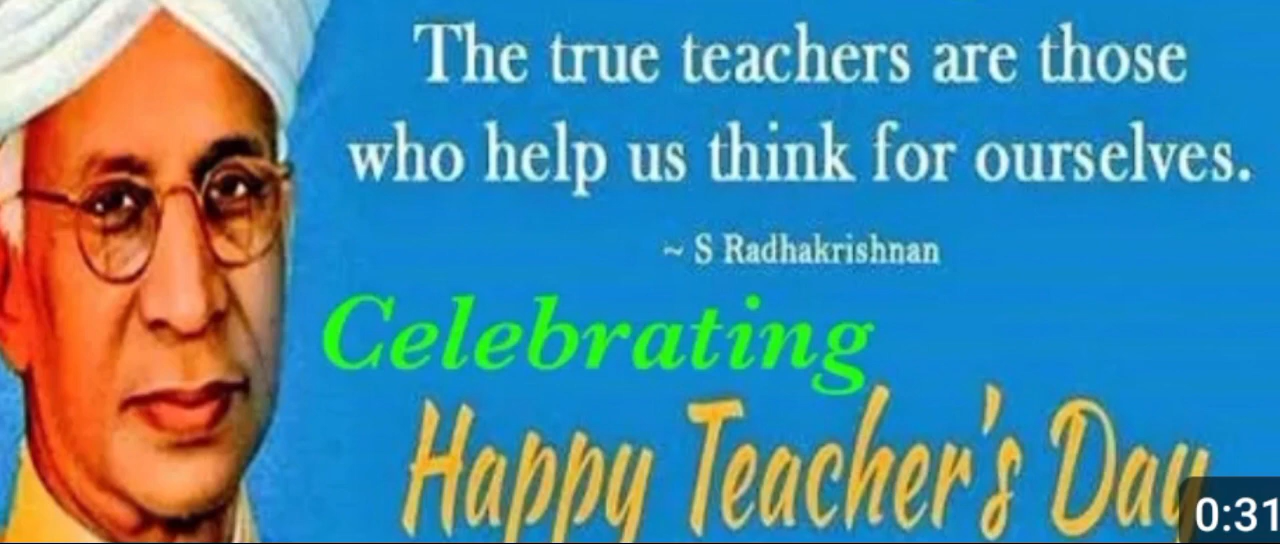 The true teachers are those
who help us think for ourselves.
~ S Radhakrishnan
Celebrating
Happy Teacher's Day
0:31